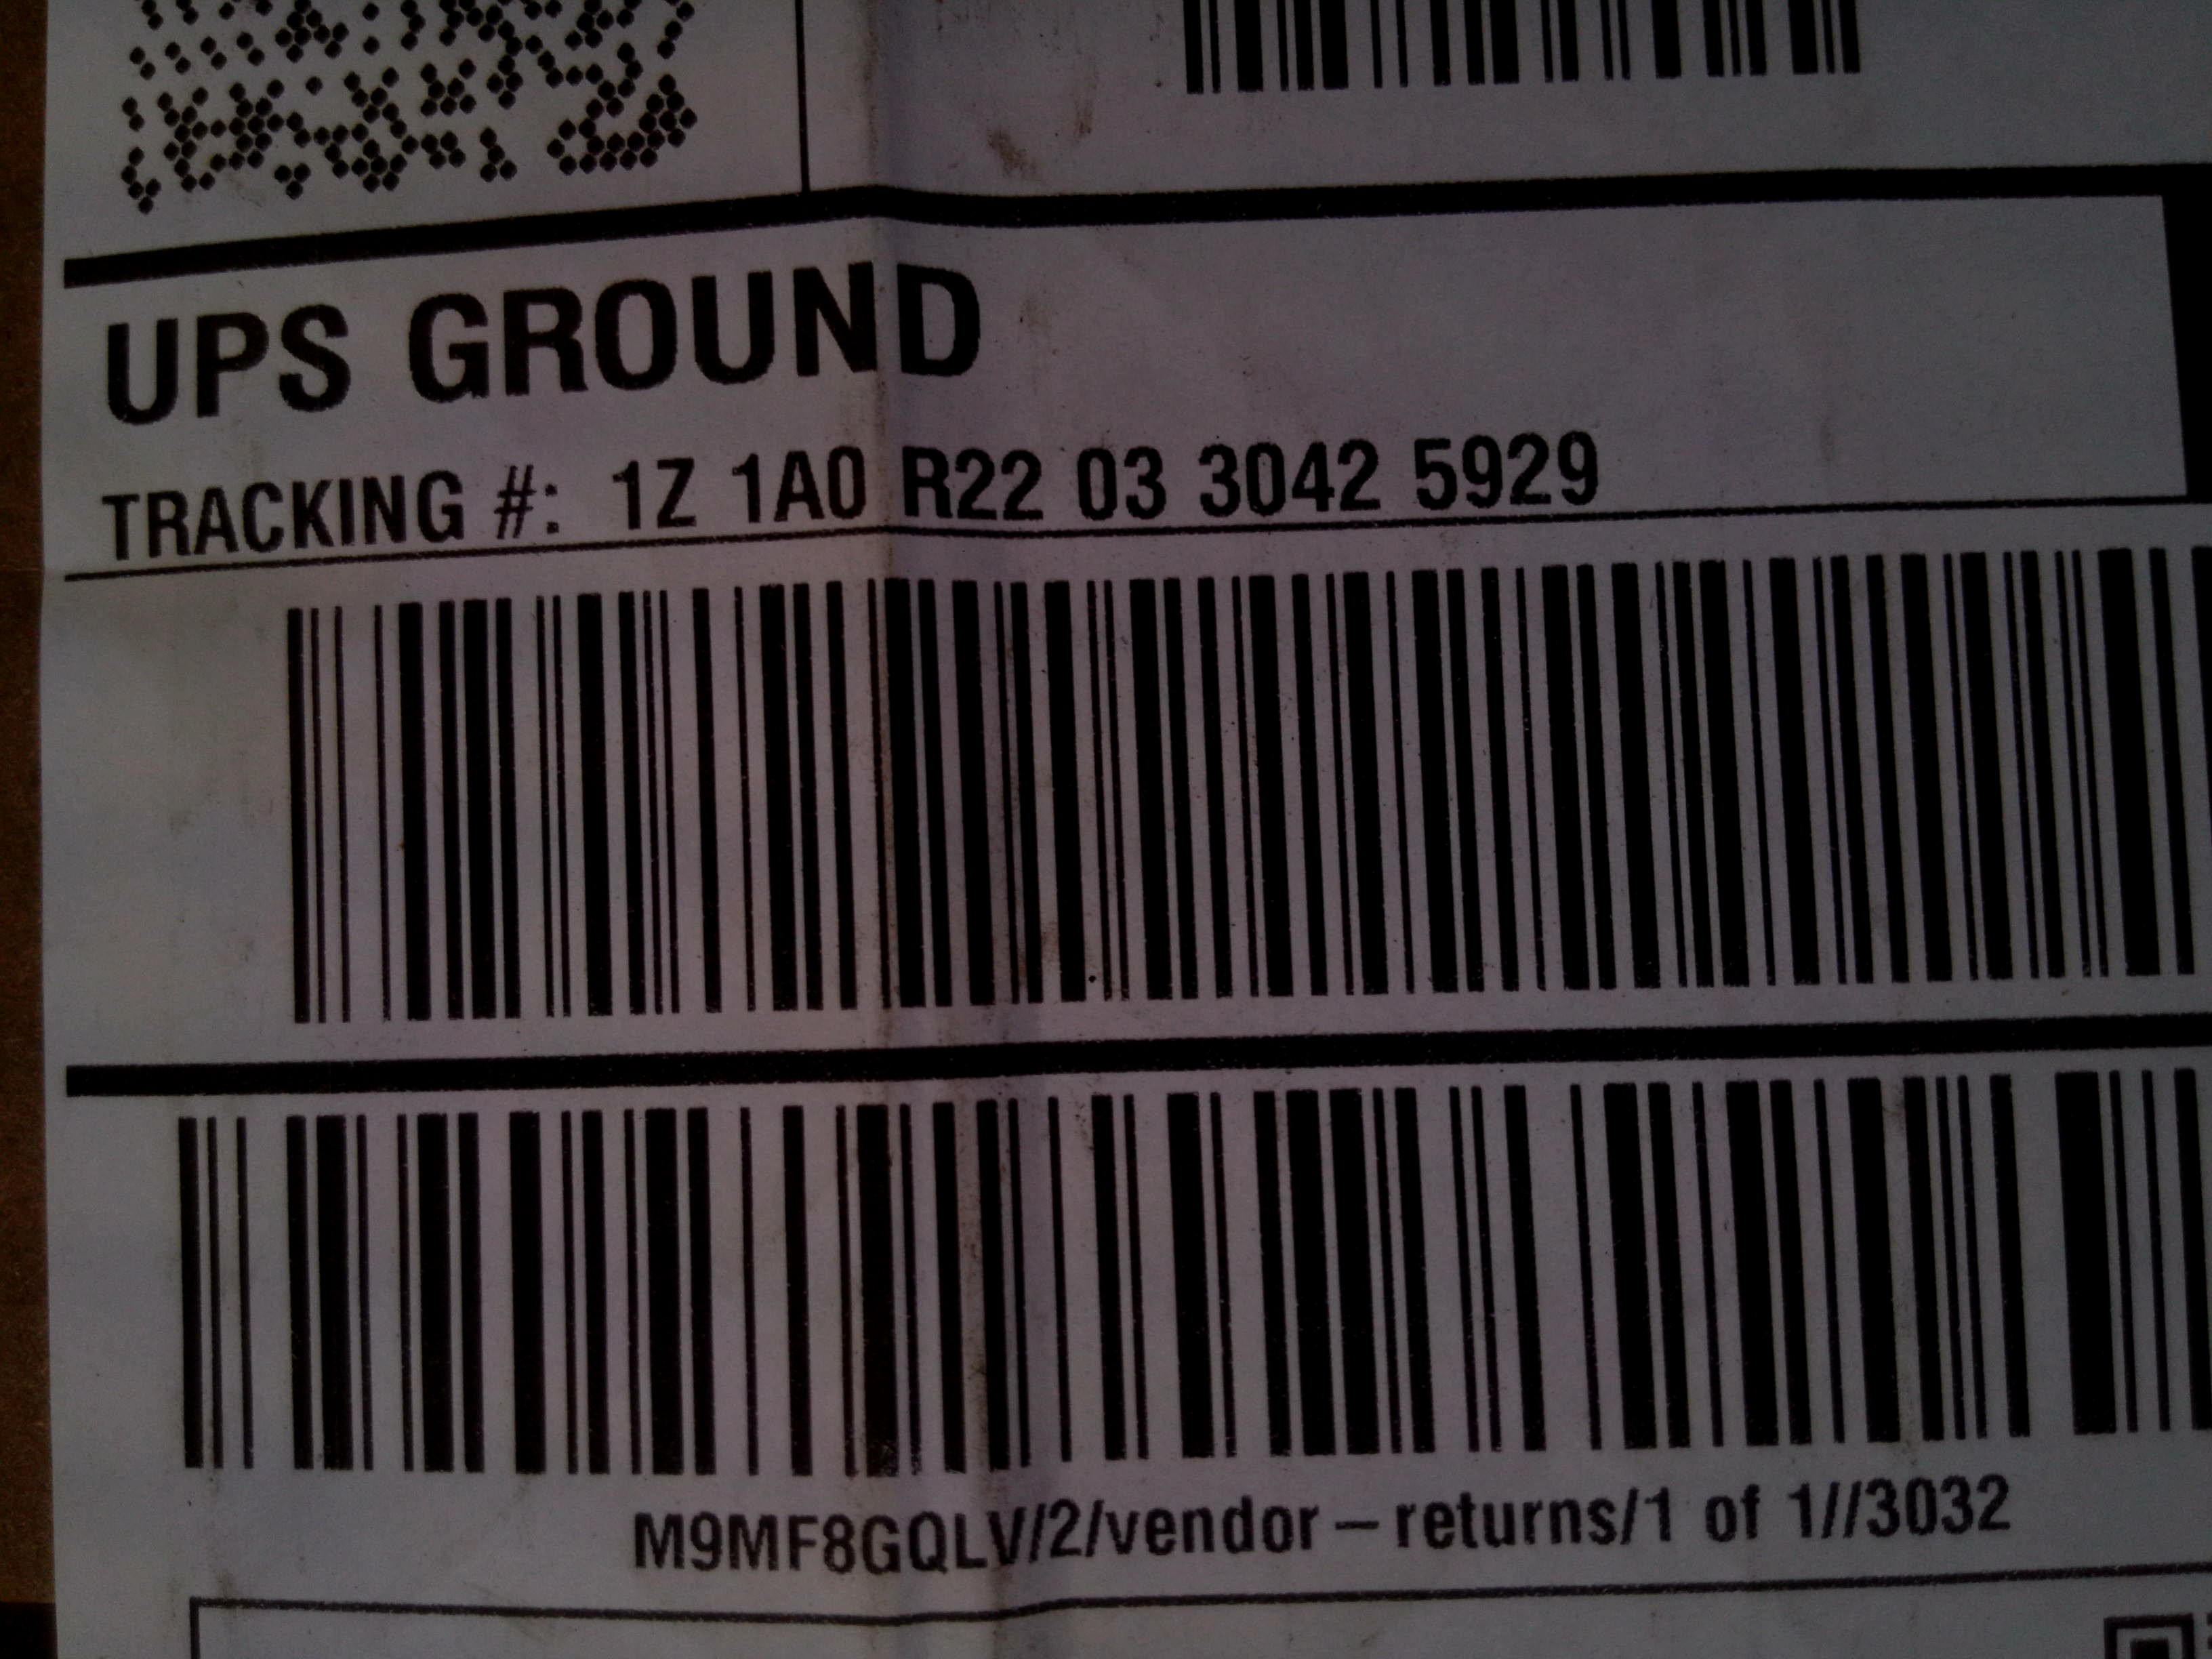 UPS GROUND
TRACKING #: 1Z 1A0 R22 03 3042 5929
M9MF8GQLV/2/vendor – returns/1 of 1//3032